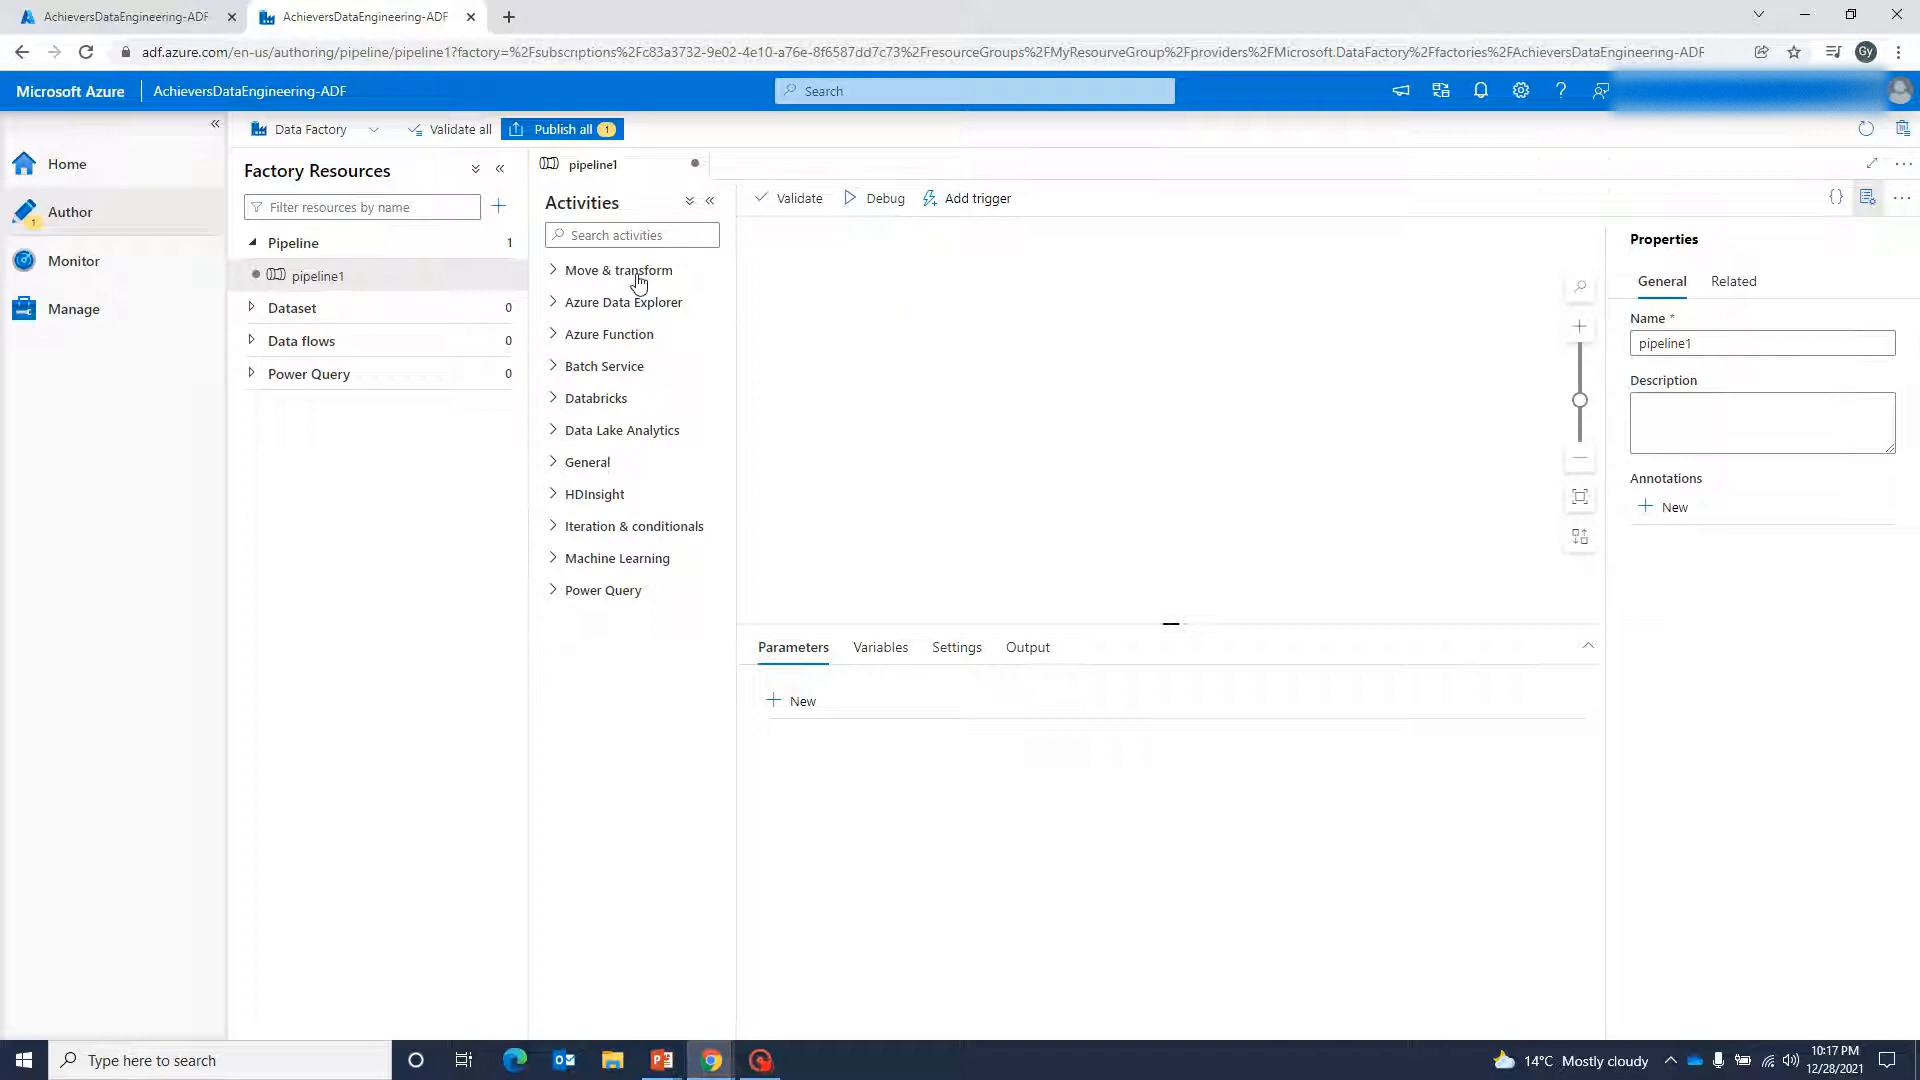 AchieversDataEngineering-ADF
AchieversDataEngineering-ADF
adf.azure.com/en-us/authoring/pipeline/pipeline1?factory=%2Fsubscriptions%2Fc83a3732-9e02-4e10-a76e-8f6587dd7c73%2FresourceGroups%2FMyResourveGroup%2Fproviders%2FMicrosoft.DataFactory%2Ffactories%2FAchieversDataEngineering-ADF
Gy
Microsoft Azure
AchieversDataEngineering-ADF
Search
Data Factory
Validate all
Publish all 1
Home
Author
1
Monitor
Manage
Factory Resources
Filter resources by name
Pipeline 1
pipeline1
Dataset 0
Data flows 0
Power Query 0
pipeline1
Activities
Search activities
Move & transform
Azure Data Explorer
Azure Function
Batch Service
Databricks
Data Lake Analytics
General
HDInsight
Iteration & conditionals
Machine Learning
Power Query
Validate
Debug
Add trigger
Parameters
Variables
Settings
Output
New
Properties
General
Related
Name *
pipeline1
Description
Annotations
New
Type here to search
14°C Mostly cloudy
10:17 PM
12/28/2021